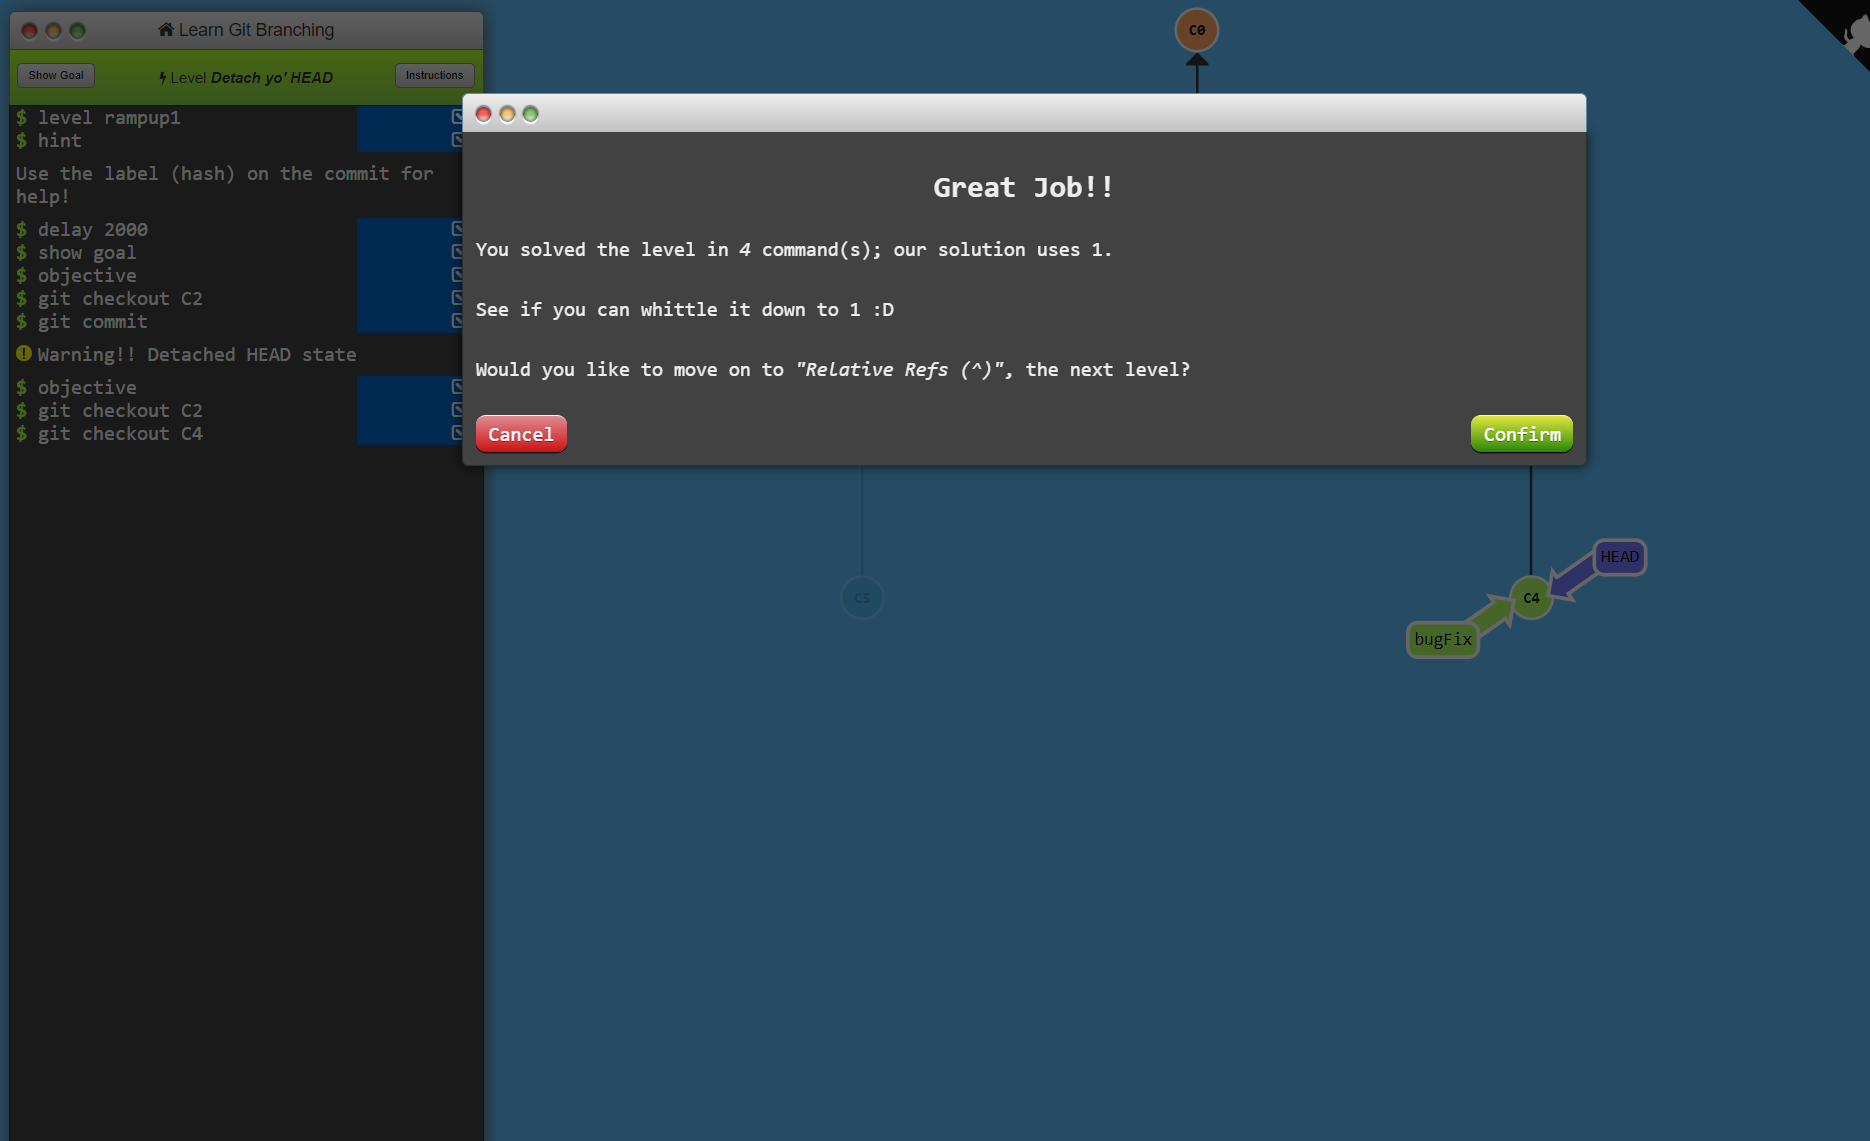 Learn Git Branching
Show Goal
Level Detach yo' HEAD
Instructions
$ level rampup1
$ hint
Use the label (hash) on the commit for
help!
$ delay 2000
$ show goal
$ objective
$ git checkout C2
$ git commit
Warning!! Detached HEAD state
$ objective
$ git checkout C2
$ git checkout C4
C0
Great Job!!
You solved the level in 4 command(s); our solution uses 1.
See if you can whittle it down to 1 :D
Would you like to move on to "Relative Refs (^)", the next level?
Cancel
Confirm
HEAD
C5
C4
bugFix